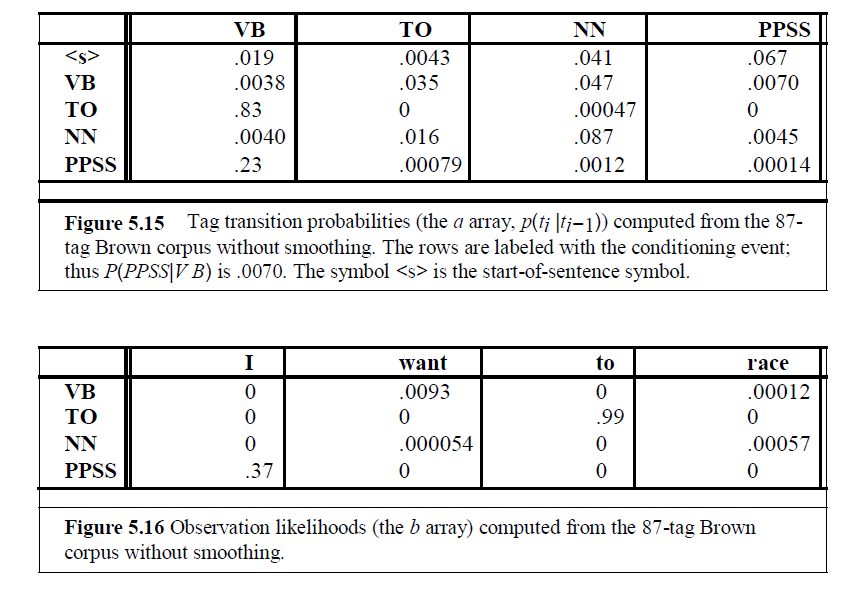 VB TO NN PPSS
<s> .019 .0043 .041 .067
VB .0038 .035 .047 .0070
TO .83 0 .00047 0
NN .0040 .016 .087 .0045
PPSS .23 .00079 .0012 .00014
Figure 5.15 Tag transition probabilities (the a array, p(ti|ti−1)) computed from the 87-
tag Brown corpus without smoothing. The rows are labeled with the conditioning event;
thus P(PPSS|V B) is .0070. The symbol <s> is the start-of-sentence symbol.
I want to race
VB 0 .0093 0 .00012
TO 0 0 .99 0
NN 0 .000054 0 .00057
PPSS .37 0 0 0
Figure 5.16 Observation likelihoods (the b array) computed from the 87-tag Brown
corpus without smoothing.